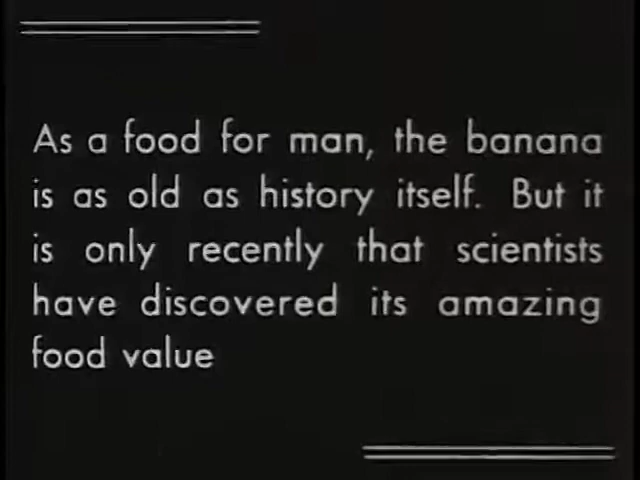 As a food for man, the banana
is as old as history itself. But it
is only recently that scientists
have discovered its amazing
food value